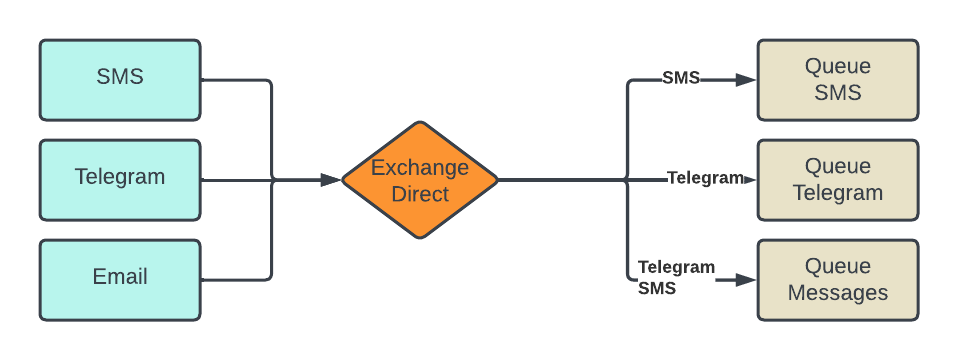 SMS
Telegram
Email
Exchange
Direct
SMS
Telegram
Telegram
SMS
Queue
SMS
Queue
Telegram
Queue
Messages